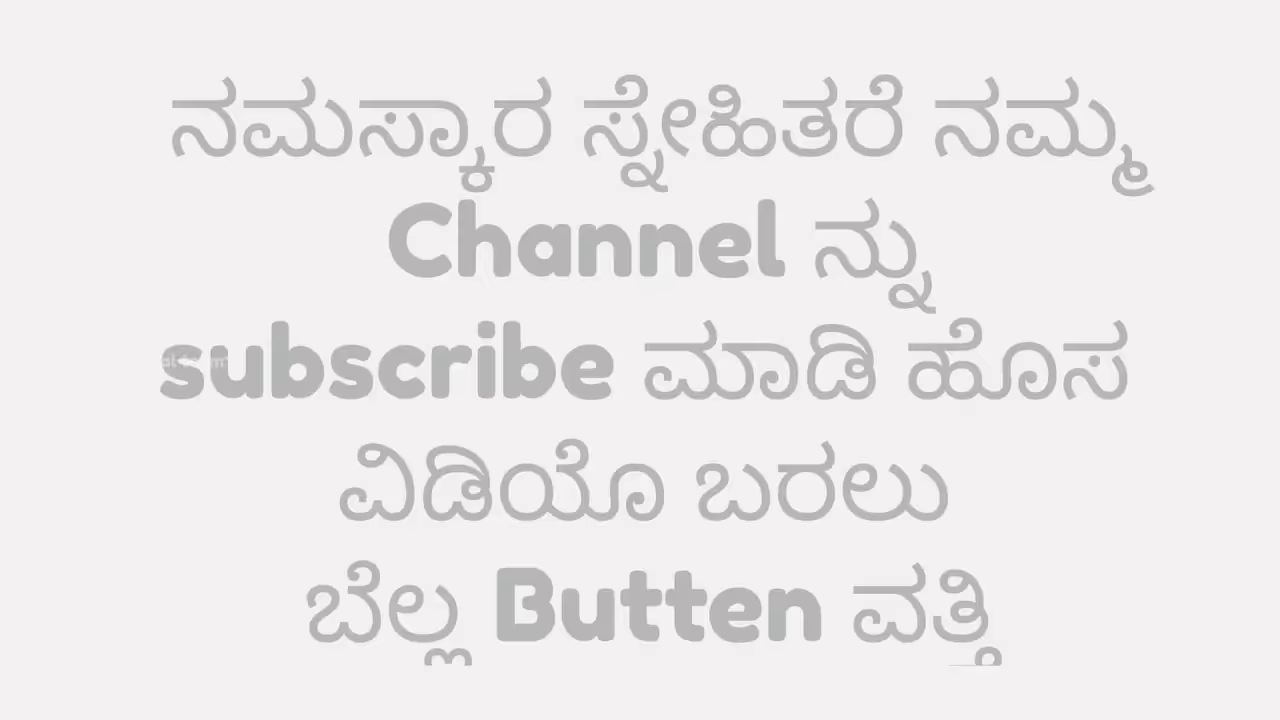 ನಮಸ್ಕಾರ ಸ್ನೇಹಿತರೆ ನಮ್ಮ
Channel ನ್ನು
subscribe ಮಾಡಿ ಹೊಸ
ವಿಡಿಯೊ ಬರಲು
ಬೆಲ್ಲ Butten ವತ್ತಿ